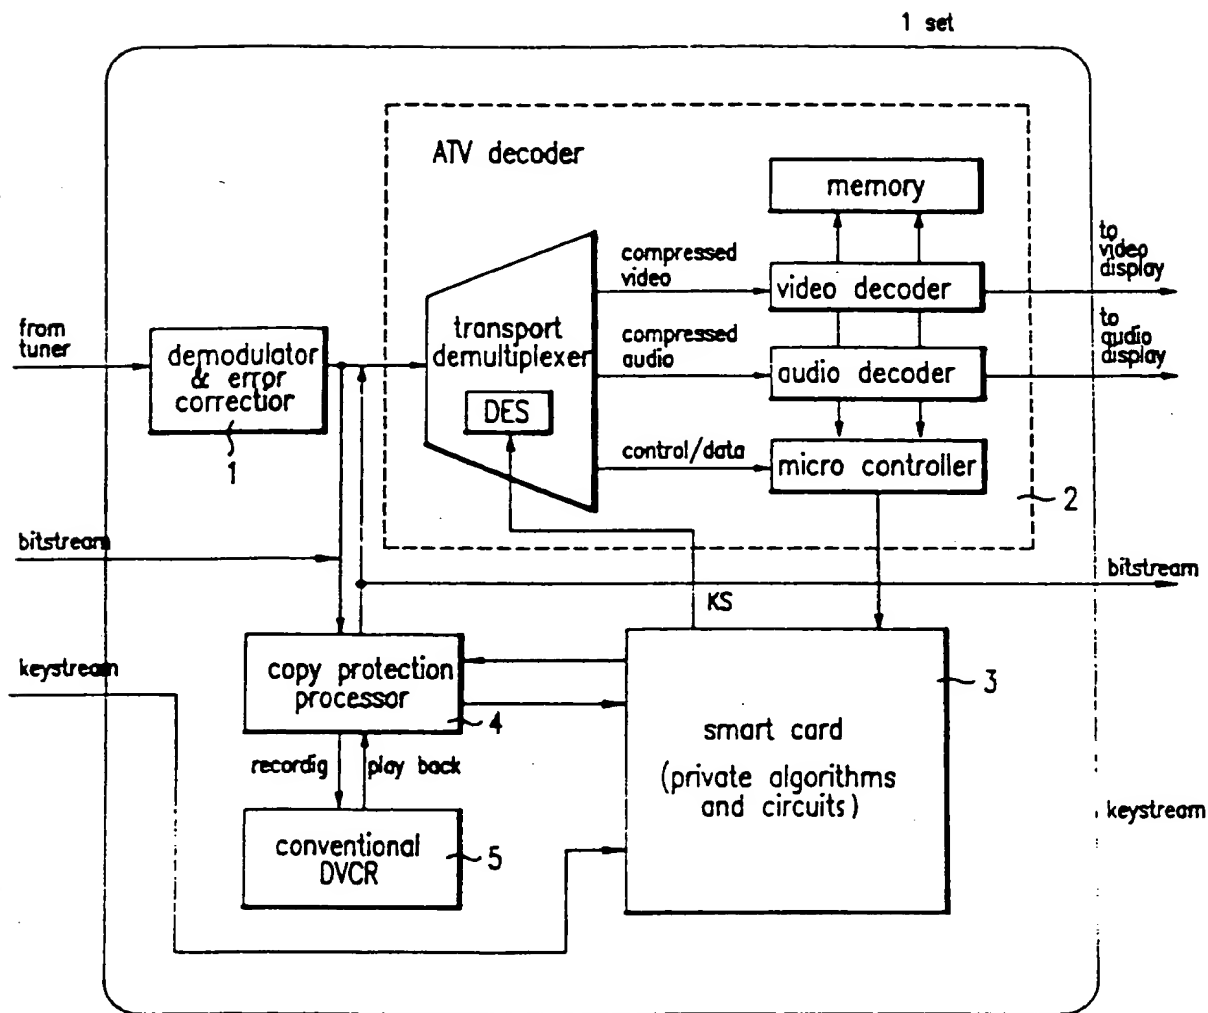 1 set
ATV decoder
memory
compressed
video
video decoder
to
video
display
from
tuner
demodulator
& error
correctior
1
transport
demultiplexer
DES
compressed
audio
audio decoder
to
audio
display
control/data
micro controller
2
bitstream
bitstream
KS
keystream
copy protection
processor
4
3
smart card
(private algorithms
and circuits)
recordig
play back
conventional
DVCR
5
keystream